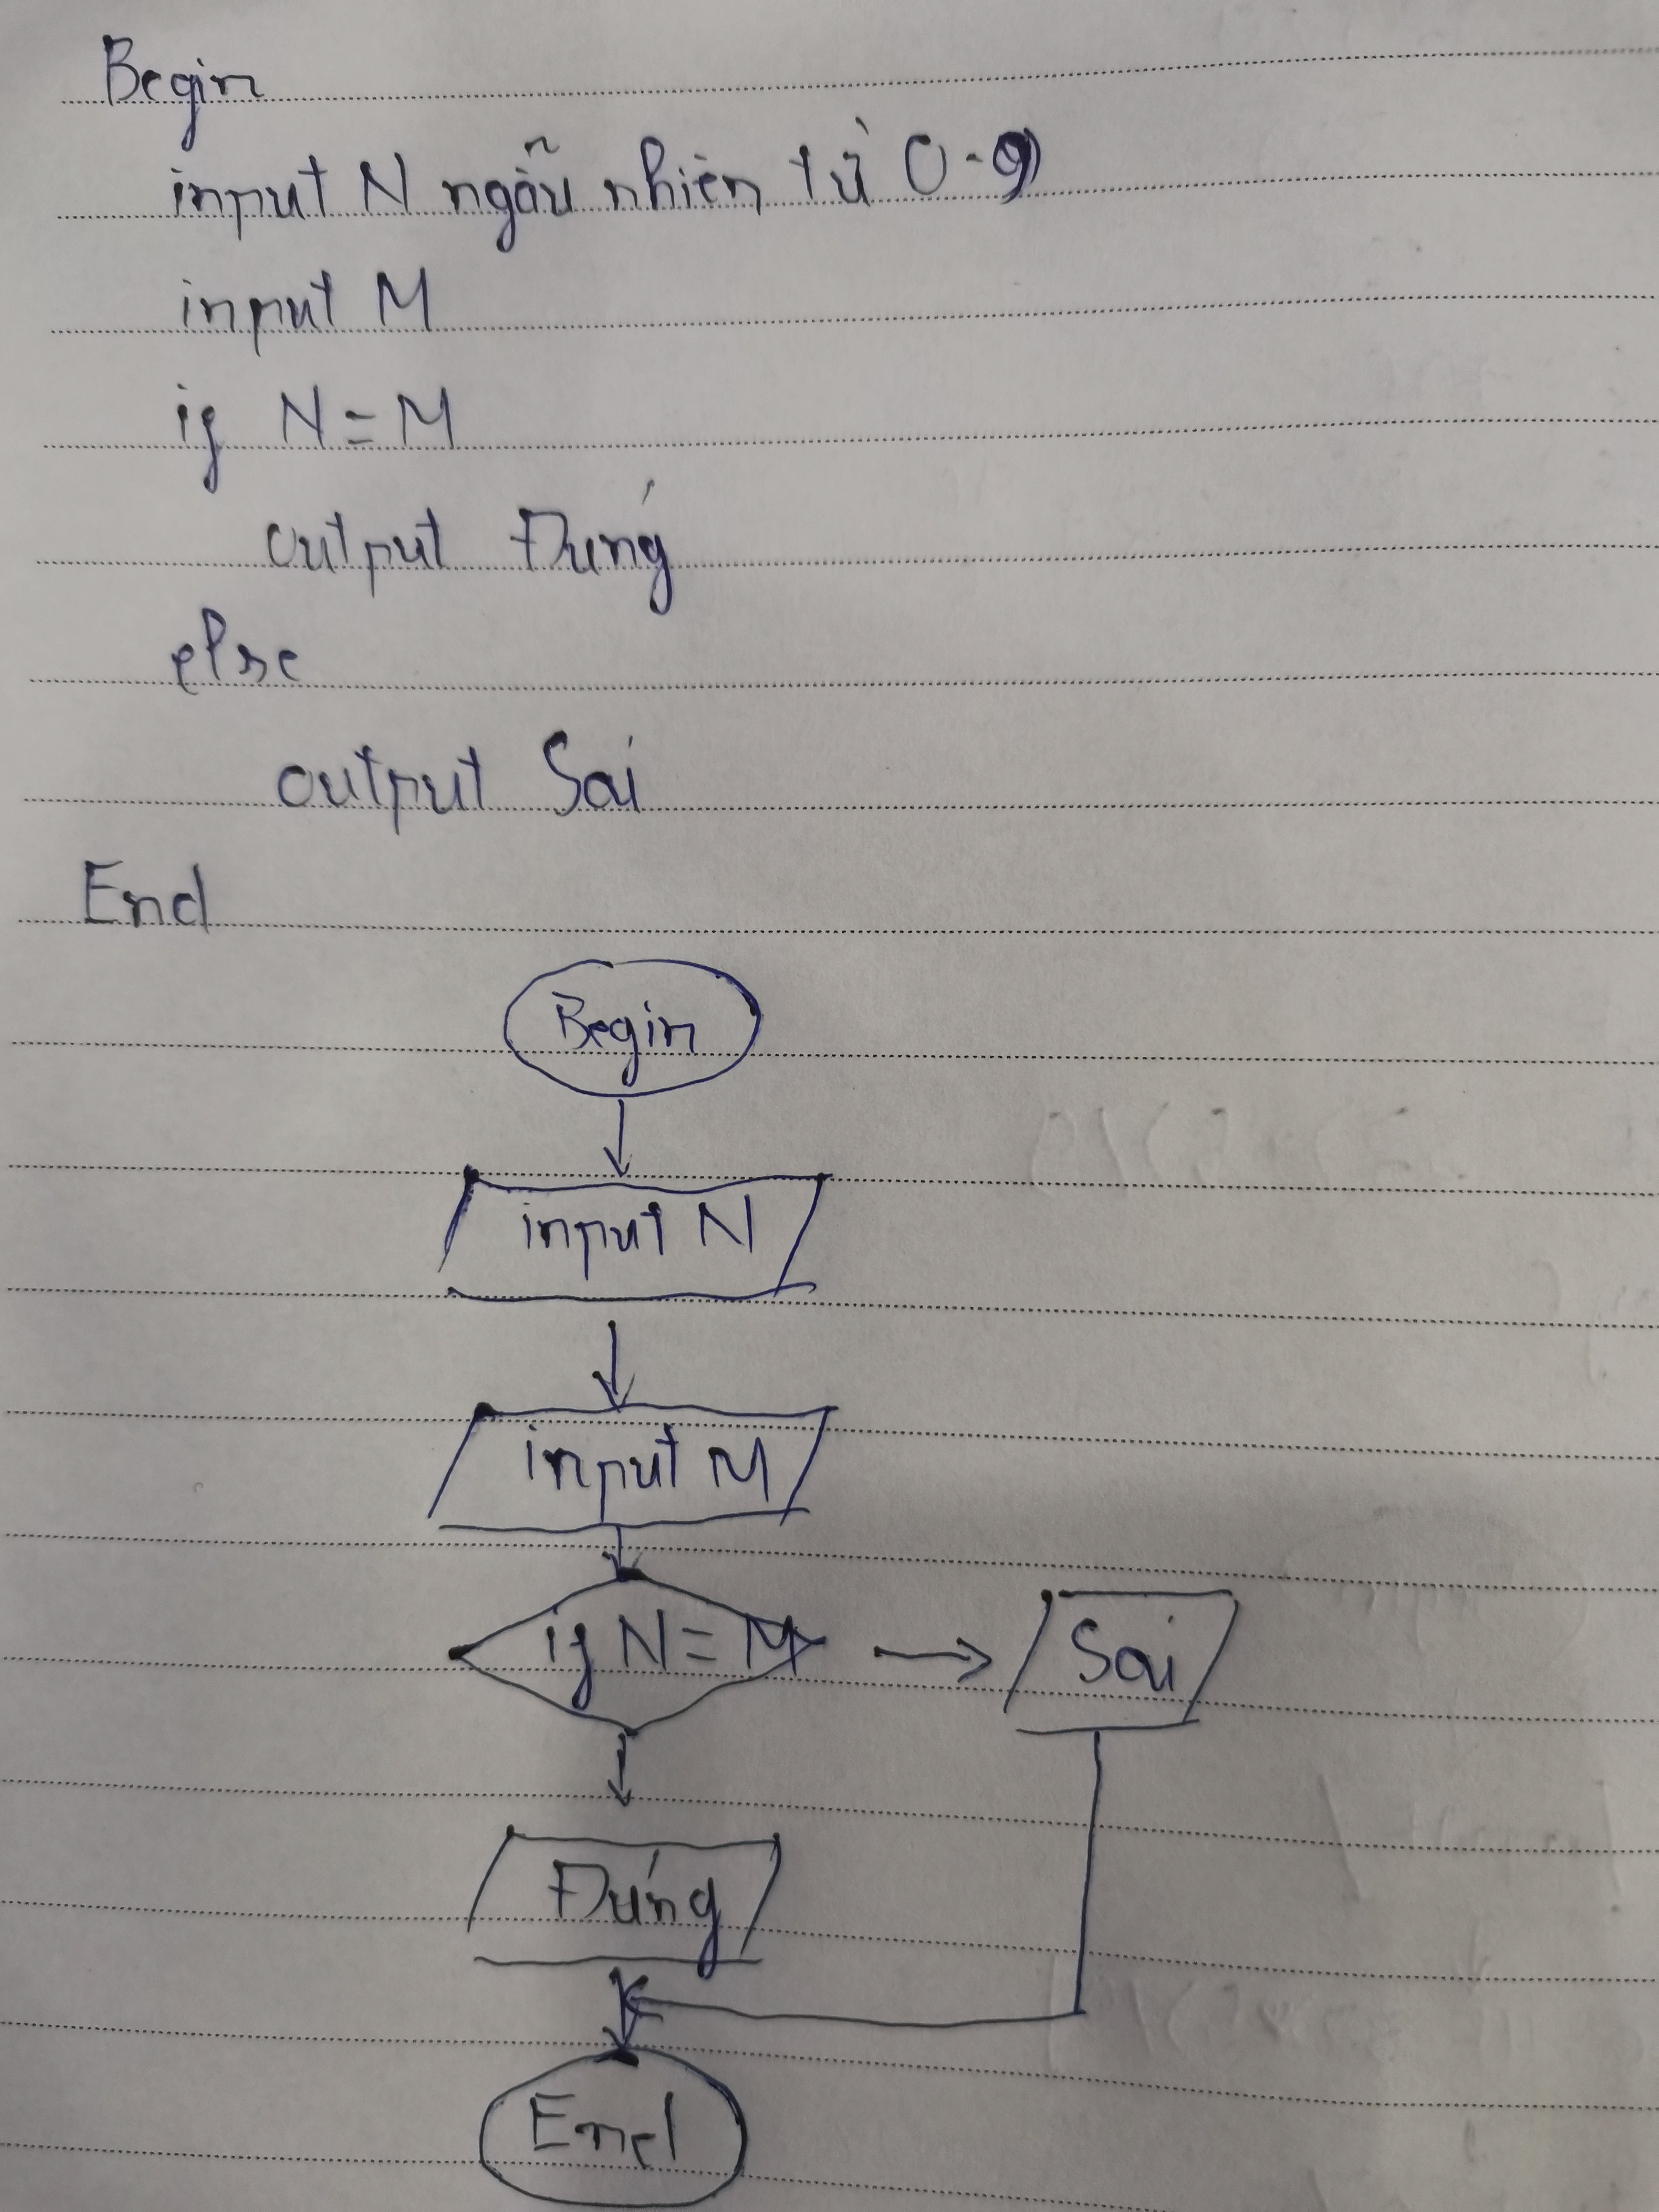 Begin
input N ngẫu nhiên từ 0-9
input M
if N = M
output Đúng
else
output Sai
End
Begin
input N
input M
if N = M
Sai
Đúng
End